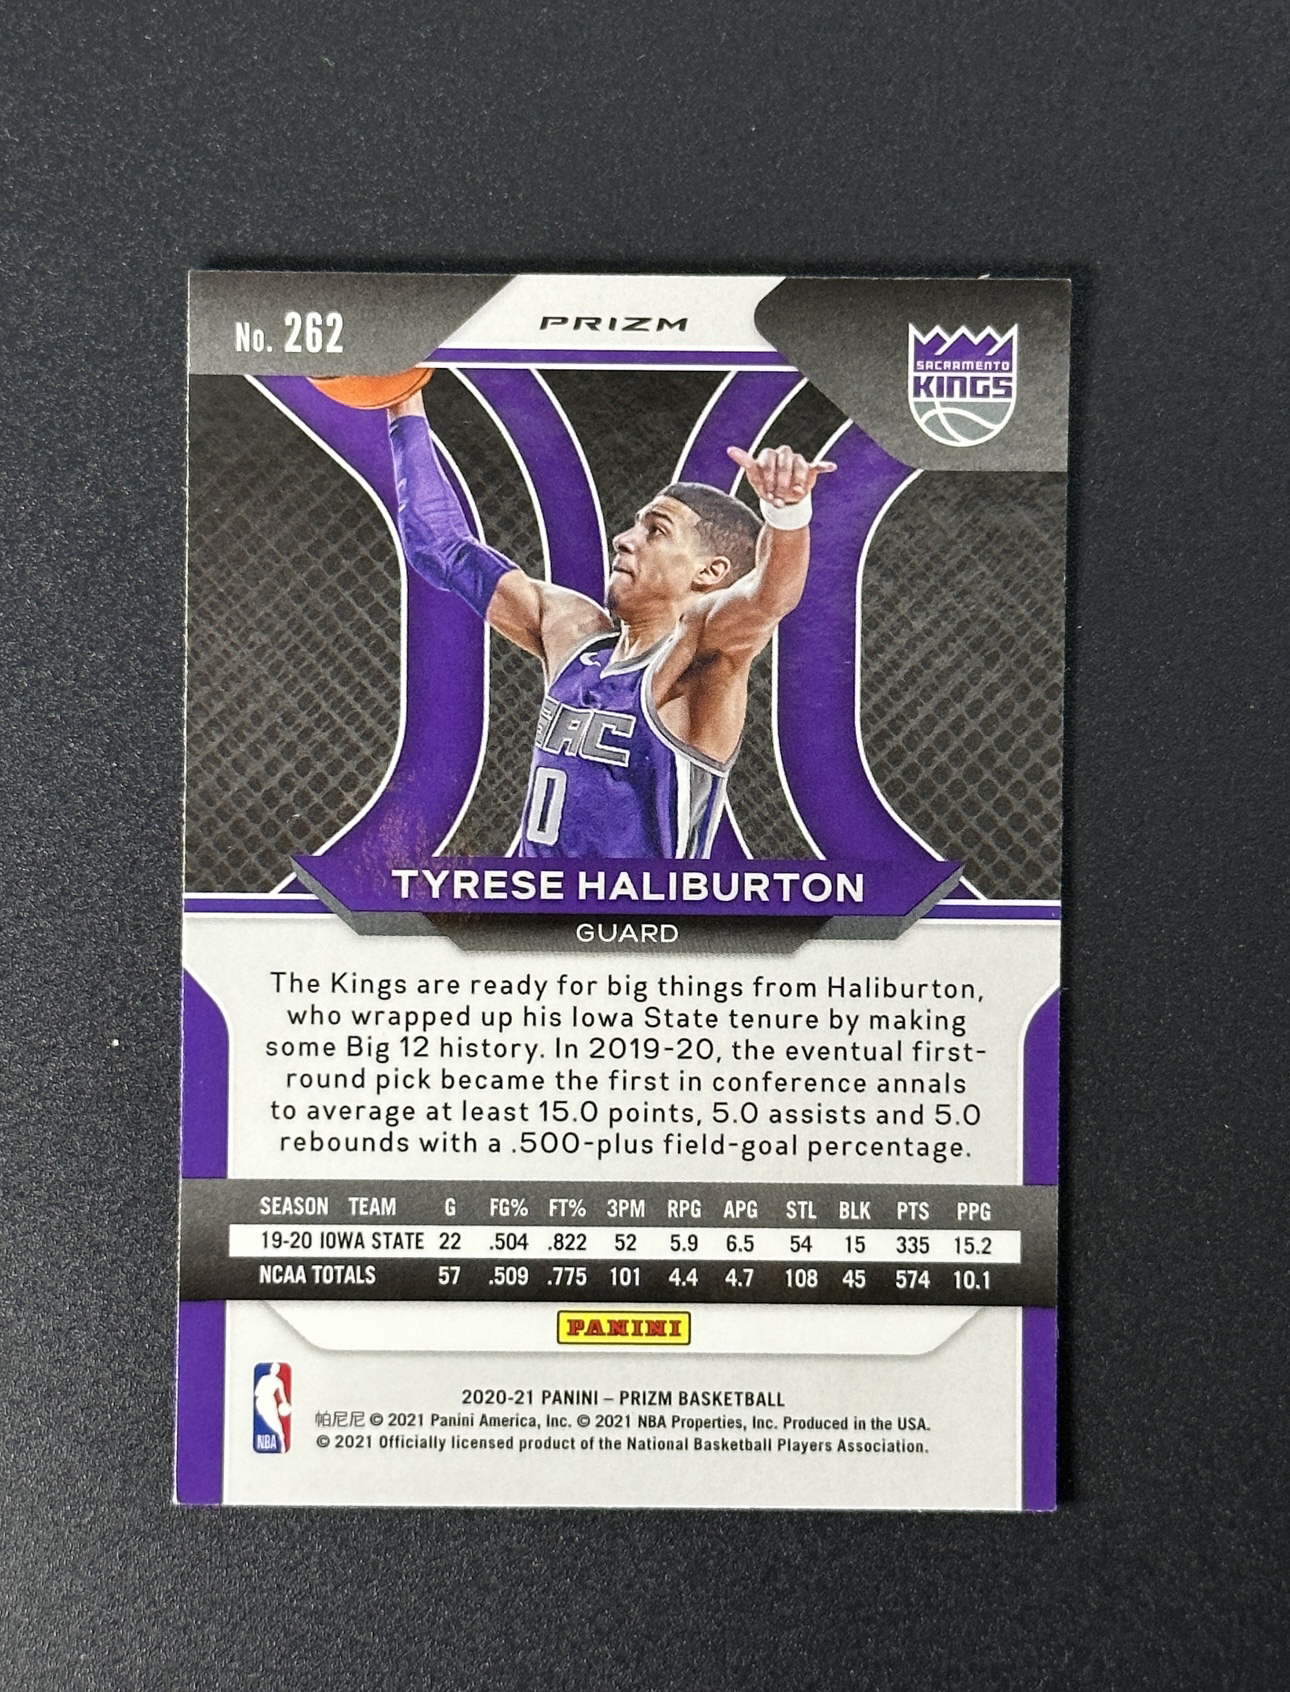 No. 262
PRIZM
SACRAMENTO
KINGS
SAC
0
TYRESE HALIBURTON
GUARD
The Kings are ready for big things from Haliburton,
who wrapped up his Iowa State tenure by making
some Big 12 history. In 2019-20, the eventual first-
round pick became the first in conference annals
to average at least 15.0 points, 5.0 assists and 5.0
rebounds with a .500-plus field-goal percentage.
SEASON TEAM G FG% FT% 3PM RPG APG STL BLK PTS PPG
19-20 IOWA STATE 22 .504 .822 52 5.9 6.5 54 15 335 15.2
NCAA TOTALS 57 .509 .775 101 4.4 4.7 108 45 574 10.1
PANINI
NBA
2020-21 PANINI – PRIZM BASKETBALL
帕尼尼 © 2021 Panini America, Inc. © 2021 NBA Properties, Inc. Produced in the USA.
© 2021 Officially licensed product of the National Basketball Players Association.